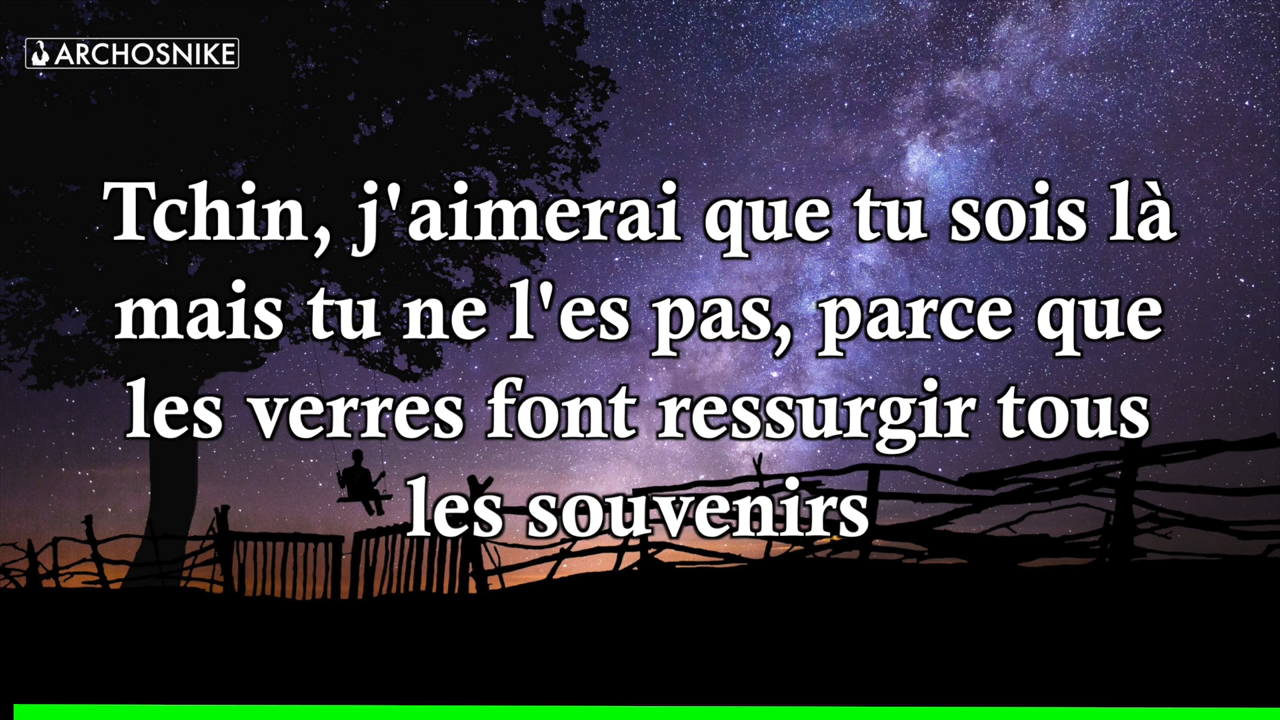 ARCHOSNIKE
Tchin, j'aimerai que tu sois là
mais tu ne l'es pas, parce que
les verres font ressurgir tous
les souvenirs